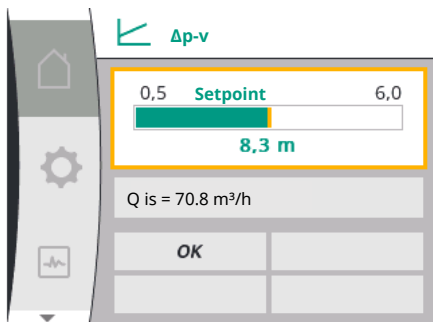 Δp-v
0,5 Setpoint 6,0
8,3 m
Q is = 70.8 m³/h
OK